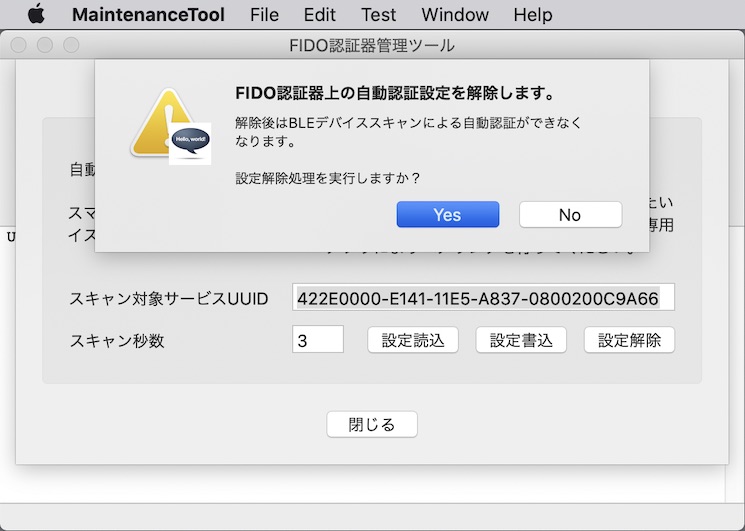 MaintenanceTool File Edit Test Window Help
FIDO認証器管理ツール
FIDO認証器上の自動認証設定を解除します。
解除後はBLEデバイススキャンによる自動認証ができなく
なります。
Hello, world!
設定解除処理を実行しますか？
Yes No
自動
スマ たい
イス 専用
スキャン対象サービスUUID 422E0000-E141-11E5-A837-0800200C9A66
スキャン秒数 3 設定読込 設定書込 設定解除
閉じる